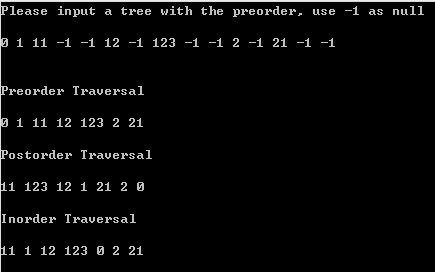 Please input a tree with the preorder, use -1 as null
0 1 11 -1 -1 12 -1 123 -1 -1 2 -1 21 -1 -1
Preorder Traversal
0 1 11 12 123 2 21
Postorder Traversal
11 123 12 1 21 2 0
Inorder Traversal
11 1 12 123 0 2 21